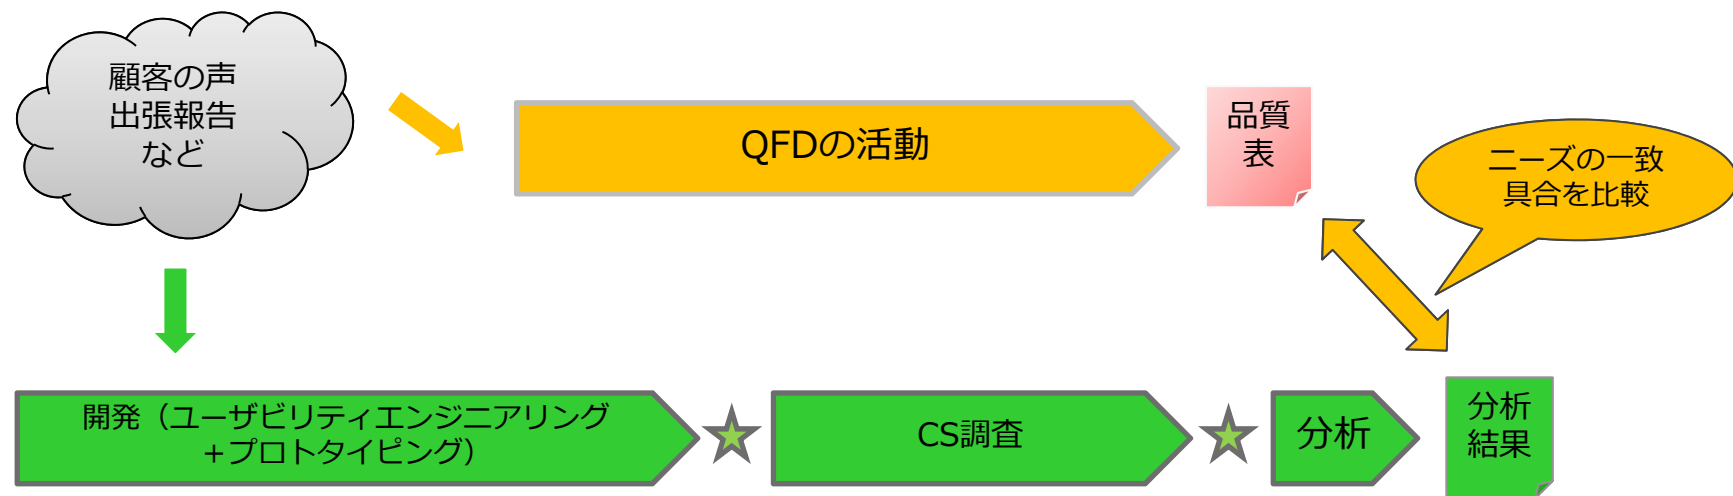 顧客の声
出張報告
など
QFDの活動
品質
表
ニーズの一致
具合を比較
開発（ユーザビリティエンジニアリング
+プロトタイピング）
CS調査
分析
分析
結果